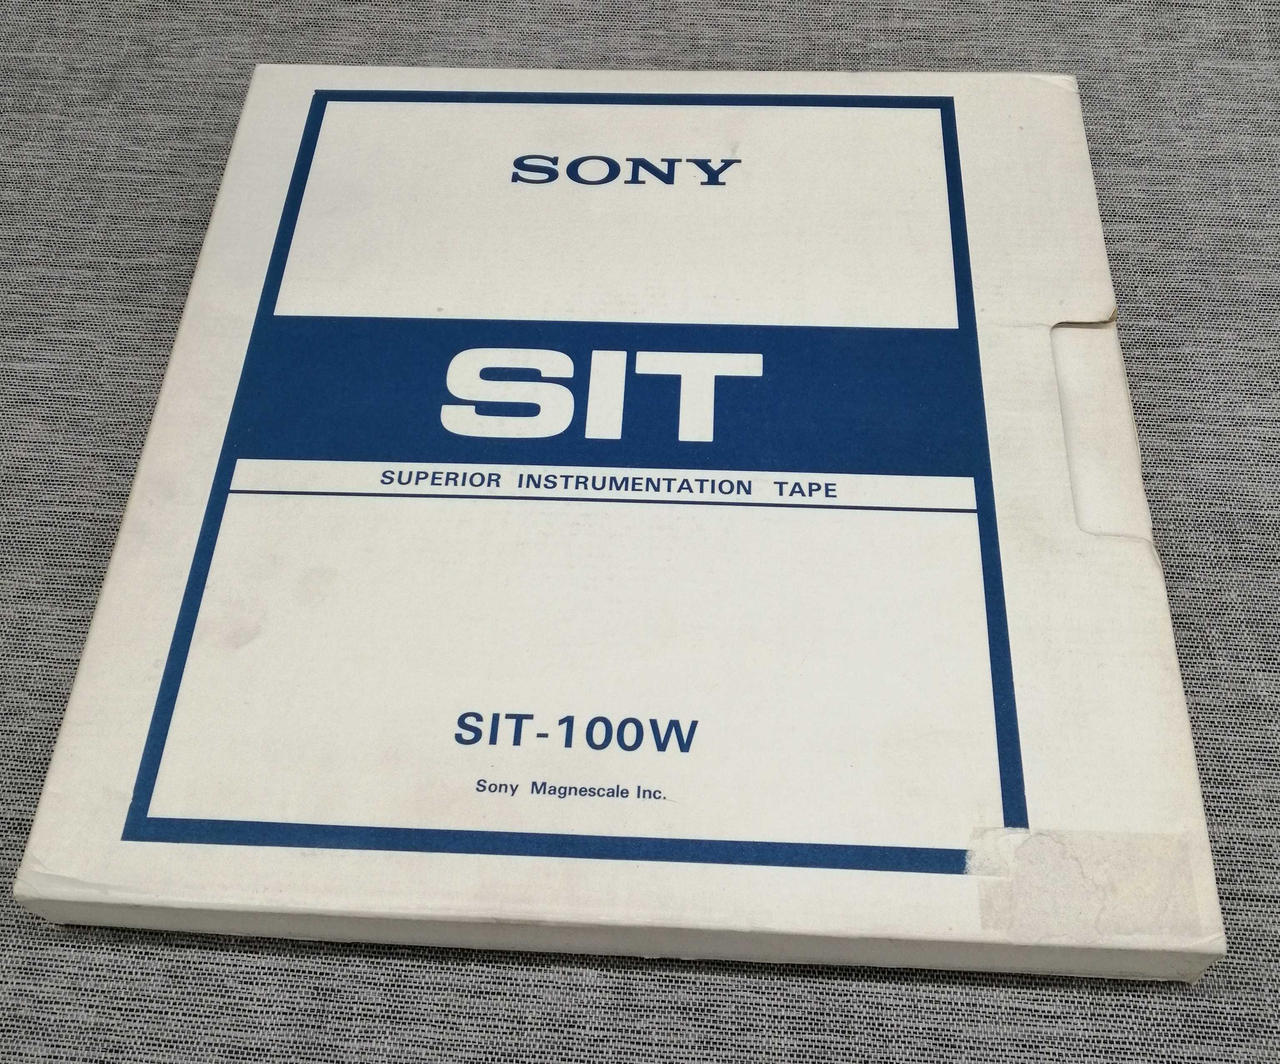 SONY
SIT
SUPERIOR INSTRUMENTATION TAPE
SIT-100W
Sony Magnescale Inc.